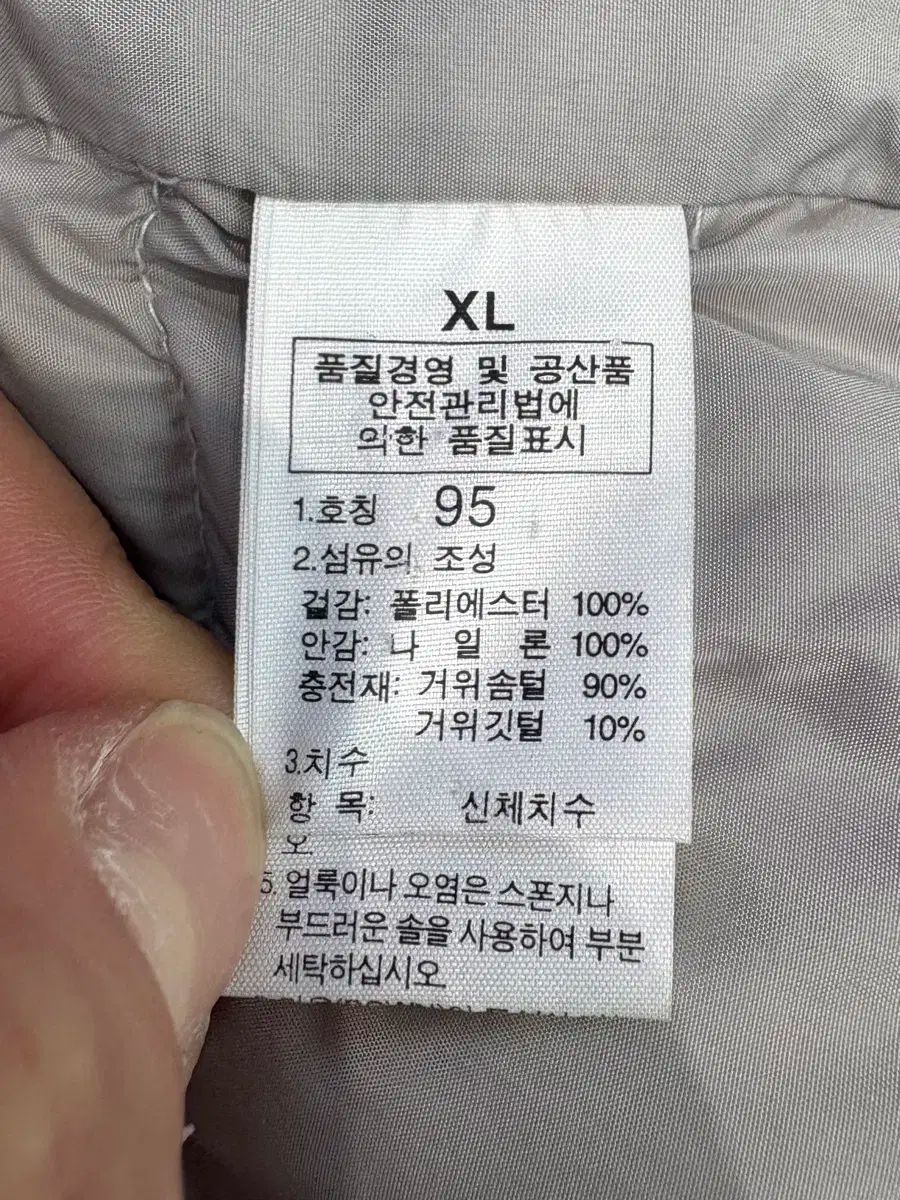 XL
품질경영 및 공산품
안전관리법에
의한 품질표시
1.호칭 95
2.섬유의 조성
겉감: 폴리에스터 100%
안감: 나 일 론 100%
충전재: 거위솜털 90%
거위깃털 10%
3.치수
항 목: 신체치수
오
5. 얼룩이나 오염은 스폰지나
부드러운 솔을 사용하여 부분
세탁하십시오